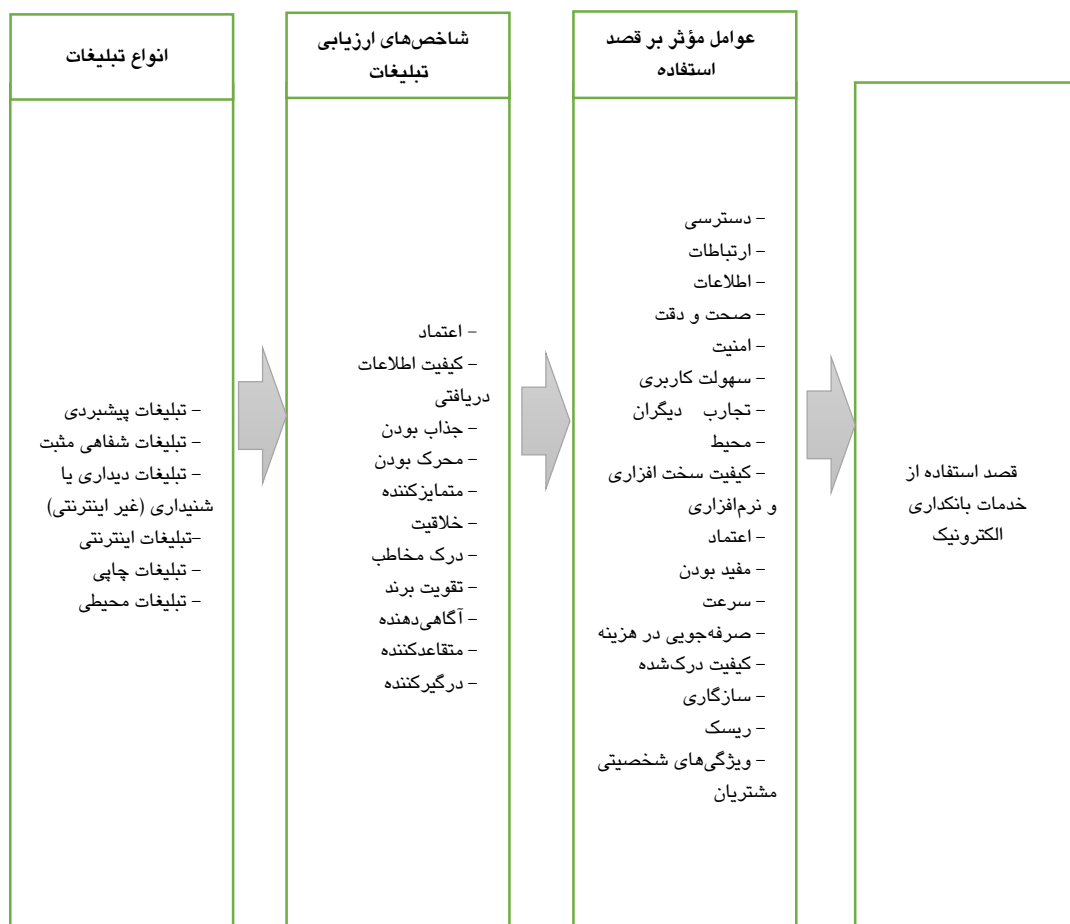 انواع تبلیغات
- تبلیغات پیشبردی
- تبلیغات شفاهی مثبت
- تبلیغات دیداری یا
شنیداری (غیر اینترنتی)
-تبلیغات اینترنتی
- تبلیغات چاپی
- تبلیغات محیطی
شاخص‌های ارزیابی
تبلیغات
- اعتماد
- کیفیت اطلاعات
دریافتی
- جذاب بودن
- محرک بودن
- متمایزکننده
- خلاقیت
- درک مخاطب
- تقویت برند
- آگاهی‌دهنده
- متقاعدکننده
- درگیرکننده
عوامل مؤثر بر قصد
استفاده
- دسترسی
- ارتباطات
- اطلاعات
- صحت و دقت
- امنیت
- سهولت کاربری
- تجارب دیگران
- محیط
- کیفیت سخت افزاری
و نرم‌افزاری
- اعتماد
- مفید بودن
- سرعت
- صرفه‌جویی در هزینه
- کیفیت درک‌شده
- سازگاری
- ریسک
- ویژگی‌های شخصیتی
مشتریان
قصد استفاده از
خدمات بانکداری
الکترونیک